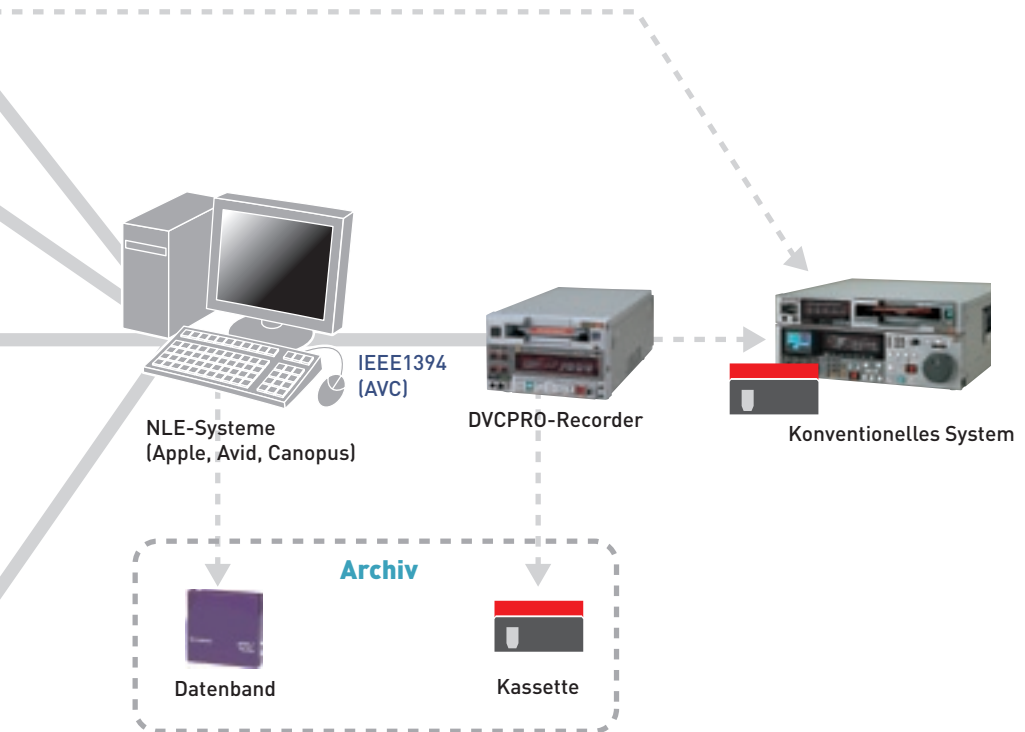 IEEE1394
(AVC)
NLE-Systeme
(Apple, Avid, Canopus)
DVCPRO-Recorder
Konventionelles System
Archiv
Datenband
Kassette